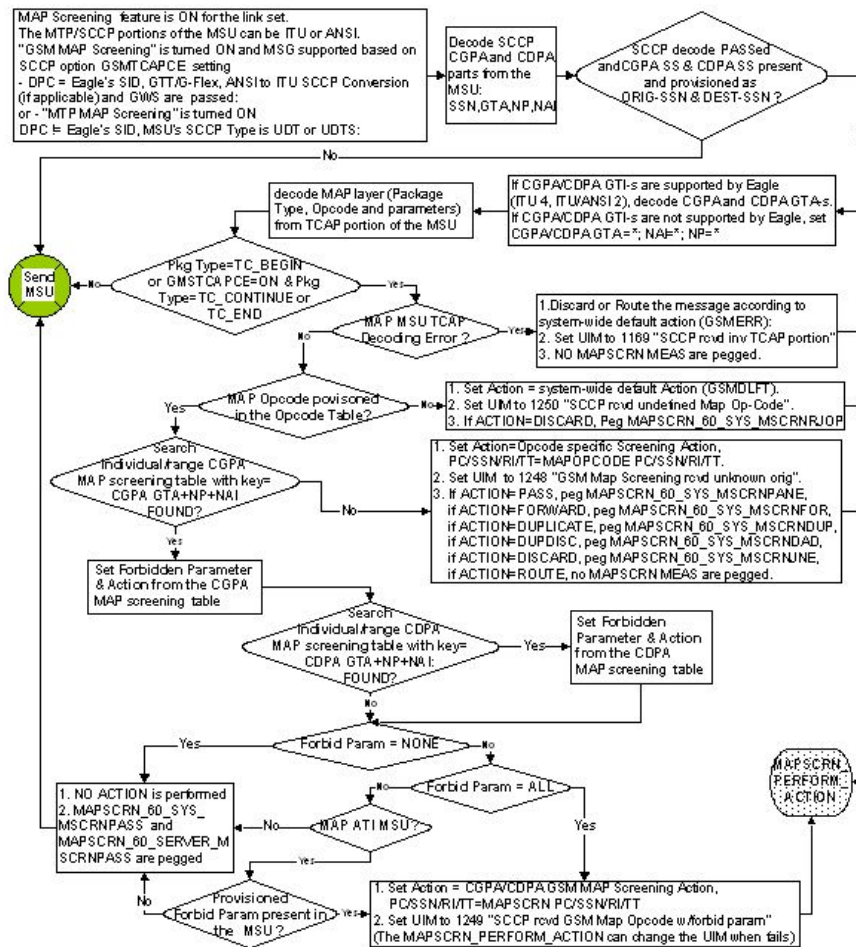 MAP Screening feature is ON for the link set.
The MTP/SCCP portions of the MSU can be ITU or ANSI.
"GSM MAP Screening" is turned ON and MSG supported based on
SCCP option GSMTCAPCE setting
- DPC = Eagle's SID, GTT/G-Flex, ANSI to ITU SCCP Conversion
(if applicable) and GWS are passed:
or - "MTP MAP Screening" is turned ON
DPC != Eagle's SID, MSU's SCCP Type is UDT or UDTS:
Decode SCCP
CGPA and CDPA
parts from the
MSU:
SSN,GTA,NP,NAI
SCCP decode PASSed
and CGPA SS & CDPA SS present
and provisioned as
ORIG-SSN & DEST-SSN ?
No
If CGPA/CDPA GTI-s are supported by Eagle
(ITU 4, ITU/ANSI 2), decode CGPA and CDPA GTA-s.
If CGPA/CDPA GTI-s are not supported by Eagle, set
CGPA/CDPA GTA=*; NAI=*; NP=*
decode MAP layer (Package
Type, Opcode and parameters)
from TCAP portion of the MSU
Send
MSU
No
Pkg Type=TC_BEGIN
or GMSTCAPCE=ON & Pkg
Type=TC_CONTINUE or
TC_END
Yes
MAP MSU TCAP
Decoding Error ?
Yes
1.Discard or Route the message according to
system-wide default action (GSMERR):
2. Set UIM to 1169 "SCCP rcvd inv TCAP portion"
3. NO MAPSCRN MEAS are pegged.
No
MAP Opcode povisoned
in the Opcode Table?
Yes
No
1. Set Action = system-wide default Action (GSMDLFT).
2. Set UIM to 1250 "SCCP rcvd undefined Map Op-Code".
3. If ACTION=DISCARD, Peg MAPSCRN_60_SYS_MSCRNRJOP
Search
Individual/range CGPA
MAP screening table with key=
CGPA GTA+NP+NAI
FOUND?
No
1. Set Action=Opcode specific Screening Action,
PC/SSN/RI/TT=MAPOPCODE PC/SSN/RI/TT.
2. Set UIM to 1248 "GSM Map Screening rcvd unknown orig".
3. If ACTION=PASS, peg MAPSCRN_60_SYS_MSCRNPANE,
if ACTION=FORWARD, peg MAPSCRN_60_SYS_MSCRNFOR,
if ACTION=DUPLICATE, peg MAPSCRN_60_SYS_MSCRNDUP,
if ACTION=DUPDISC, peg MAPSCRN_60_SYS_MSCRNDAD,
if ACTION=DISCARD, peg MAPSCRN_60_SYS_MSCRNJNE,
if ACTION=ROUTE, no MAPSCRN MEAS are pegged.
Yes
Set Forbidden Parameter
& Action from the CGPA
MAP screening table
Search
Individual/range CDPA
MAP screening table with key=
CDPA GTA+NP+NAI:
FOUND?
Yes
Set Forbidden
Parameter & Action
from the CDPA
MAP screening table
No
Forbid Param = NONE
Yes
No
Forbid Param = ALL
No
Yes
1. NO ACTION is performed
2. MAPSCRN_60_SYS_
MSCRNPASS and
MAPSCRN_60_SERVER_M
SCRNPASS are pegged
No
MAP ATI MSU?
Yes
MAPSCRN_
PERFORM_
ACTION
No
Provisioned
Forbid Param present in
the MSU ?
Yes
1. Set Action = CGPA/CDPA GSM MAP Screening Action,
PC/SSN/RI/TT=MAPSCRN PC/SSN/RI/TT
2. Set UIM to 1249 "SCCP rcvd GSM Map Opcode w/forbid param"
(The MAPSCRN_PERFORM_ACTION can change the UIM when fails)